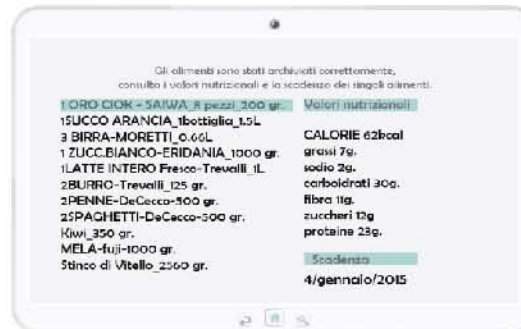 Gli alimenti sono stati archiviati correttamente,
consulta i valori nutrizionali e la scadenza dei singoli alimenti.
1 ORO CIOK - SAIWA_8 pezzi_200 gr.
1SUCCO ARANCIA_1bottiglia_1.5L
3 BIRRA-MORETTI_0.66L
1 ZUCC.BIANCO-ERIDANIA_1000 gr.
1LATTE INTERO Fresco-Trevalli_1L
2BURRO-Trevalli_125 gr.
2PENNE-DeCecco-500 gr.
2SPAGHETTI-DeCecco-500 gr.
Kiwi_350 gr.
MELA-fuji-1000 gr.
Stinco di Vitello_2560 gr.
Valori nutrizionali
CALORIE 62kcal
grassi 7g.
sodio 2g.
carboidrati 30g.
fibra 11g.
zuccheri 12g
proteine 23g.
Scadenza
4/gennaio/2015